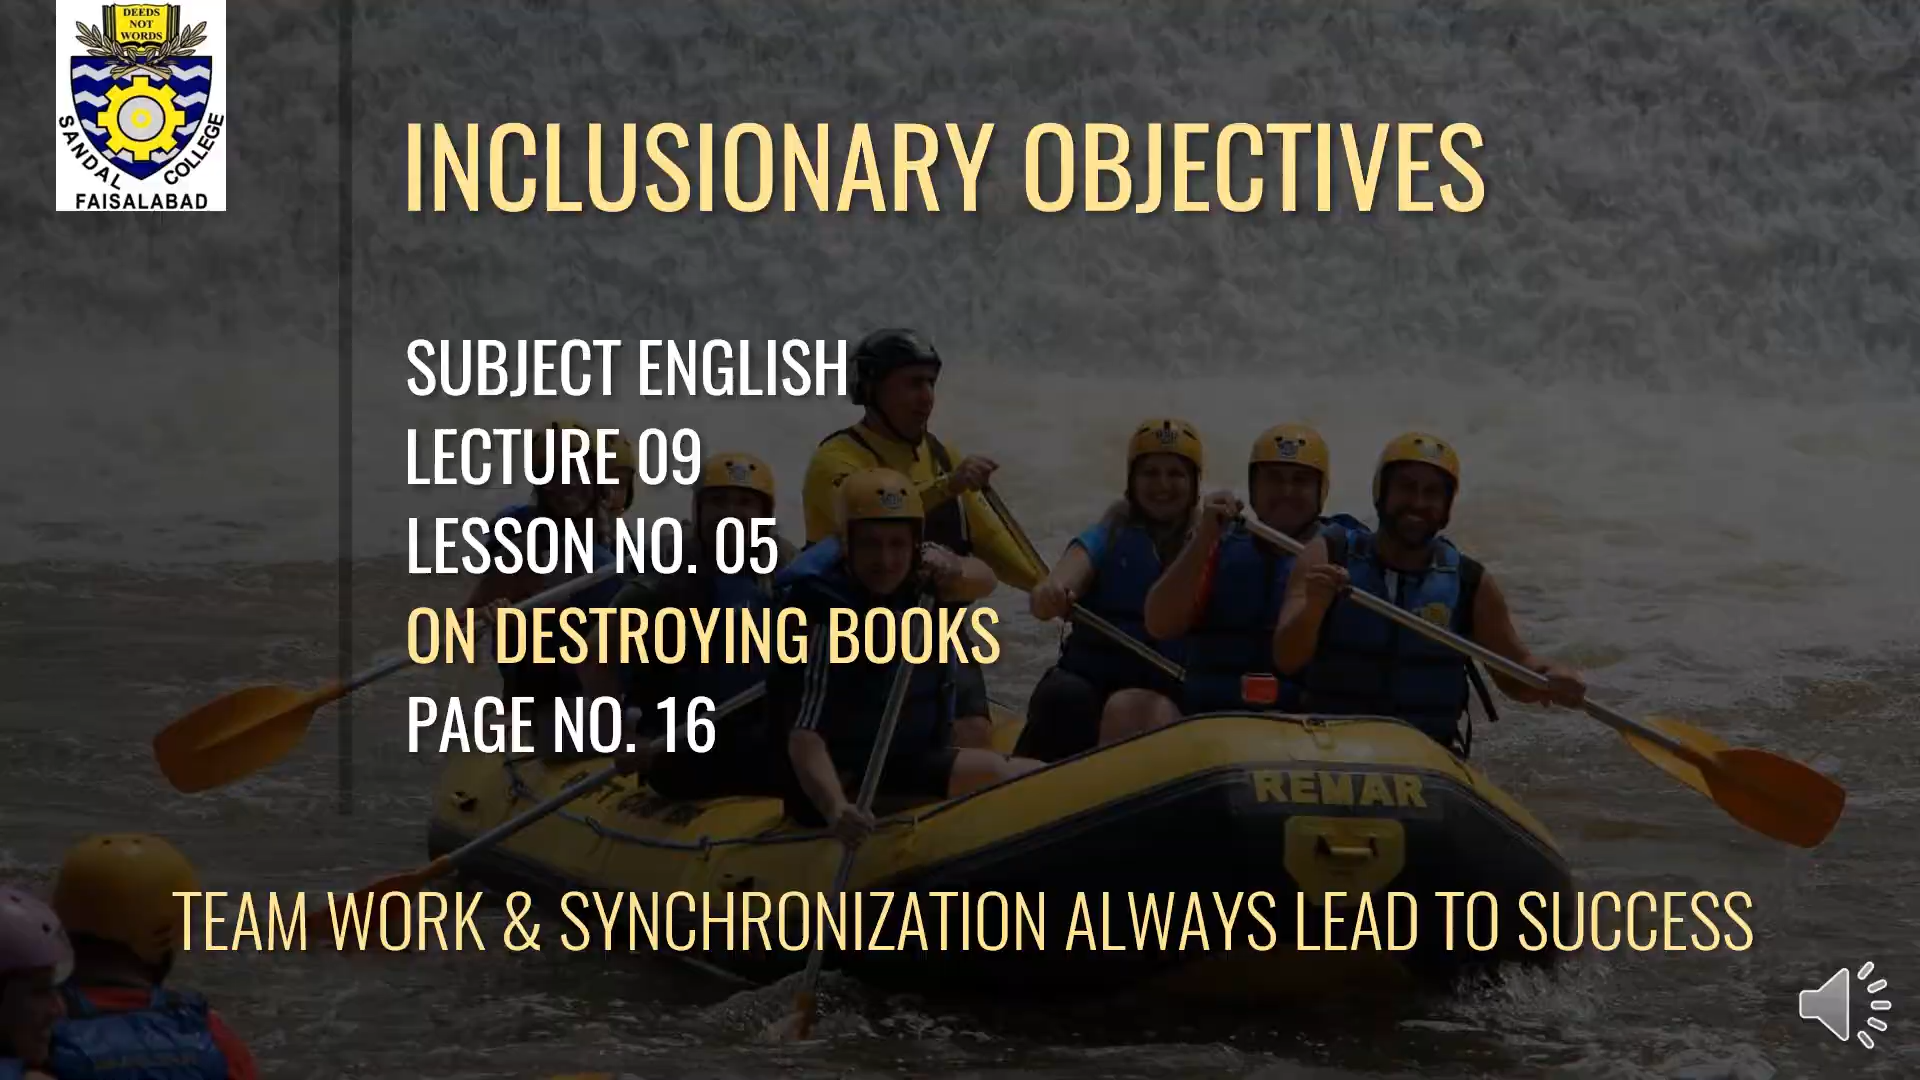 DEEDS
NOT
WORDS
SANDAL COLLEGE
FAISALABAD
INCLUSIONARY OBJECTIVES
SUBJECT ENGLISH
LECTURE 09
LESSON NO. 05
ON DESTROYING BOOKS
PAGE NO. 16
REMAR
TEAM WORK & SYNCHRONIZATION ALWAYS LEAD TO SUCCESS